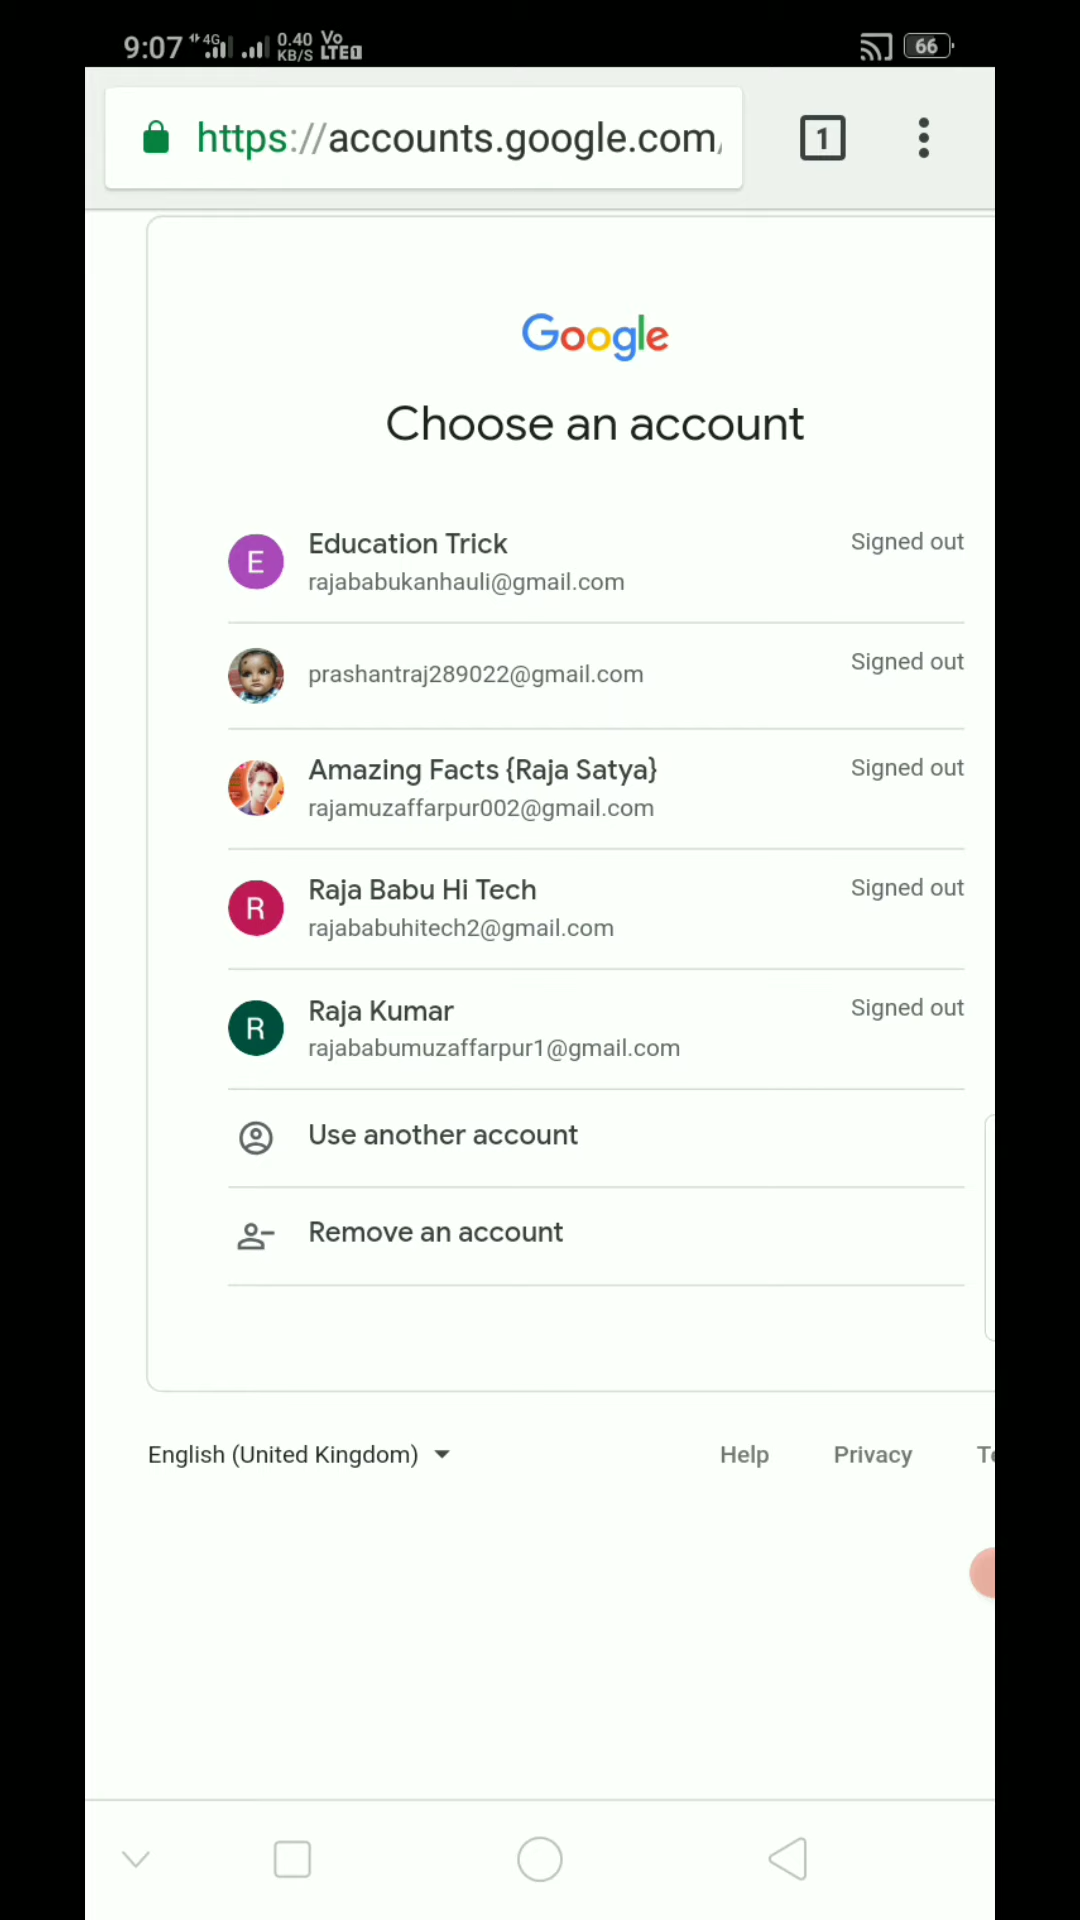 9:07 4G 0.40 KB/S Vo LTE1 66
https://accounts.google.com/ 1
Google
Choose an account
E Education Trick Signed out
rajababukanhauli@gmail.com
prashantraj289022@gmail.com Signed out
Amazing Facts {Raja Satya} Signed out
rajamuzaffarpur002@gmail.com
R Raja Babu Hi Tech Signed out
rajababuhitech2@gmail.com
R Raja Kumar Signed out
rajababumuzaffarpur1@gmail.com
Use another account
Remove an account
English (United Kingdom) Help Privacy